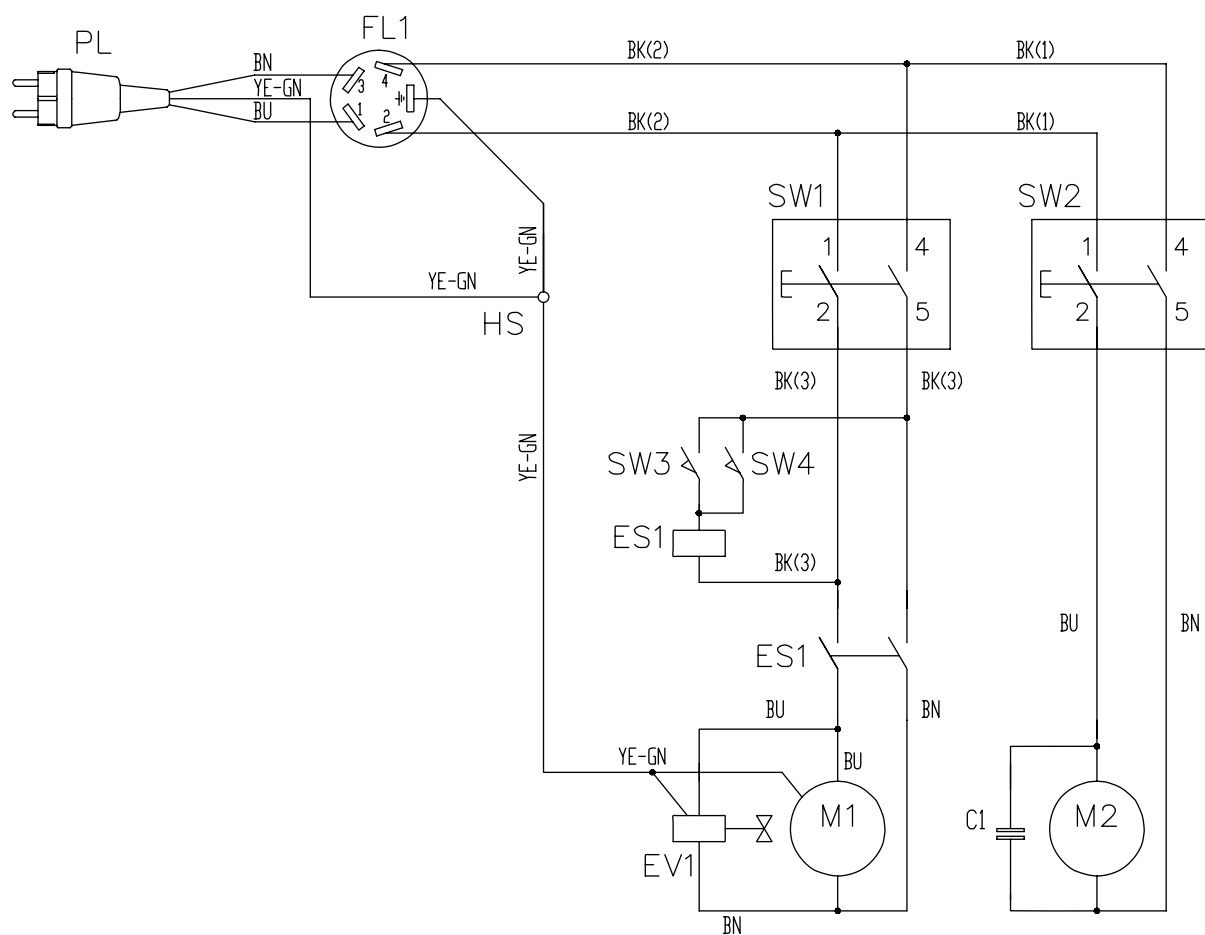 PL
FL1
BN
YE-GN
BU
3
4
1
2
BK(2)
BK(1)
BK(2)
BK(1)
SW1
SW2
1
4
2
5
1
4
2
5
YE-GN
YE-GN
HS
BK(3)
BK(3)
YE-GN
SW3
SW4
ES1
BK(3)
BU
BN
ES1
BU
BN
YE-GN
BU
M1
C1
M2
EV1
BN